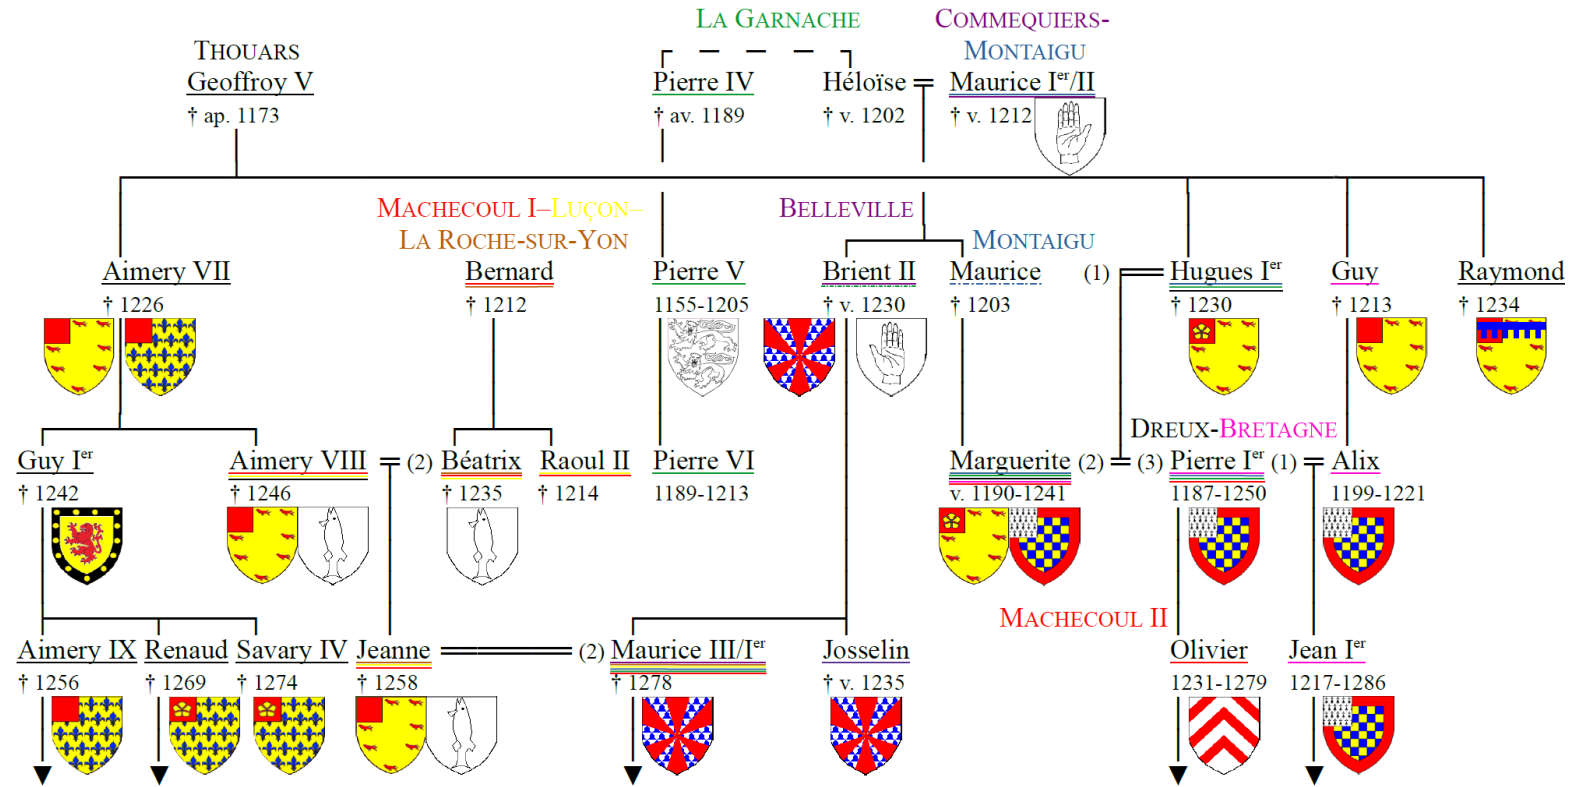 LA GARNACHE COMMEQUIERS-
THOUARS MONTAIGU
Geoffroy V Pierre IV Héloïse Maurice Ier/II
† ap. 1173 † av. 1189 † v. 1202 † v. 1212
MACHECOUL I–LUÇON– BELLEVILLE
LA ROCHE-SUR-YON MONTAIGU
Aimery VII Bernard Pierre V Brient II Maurice (1) Hugues Ier Guy Raymond
† 1226 † 1212 1155-1205 † v. 1230 † 1203 † 1230 † 1213 † 1234
DREUX-BRETAGNE
Guy Ier Aimery VIII (2) Béatrix Raoul II Pierre VI Marguerite (2) (3) Pierre Ier (1) Alix
† 1242 † 1246 † 1235 † 1214 1189-1213 v. 1190-1241 1187-1250 1199-1221
MACHECOUL II
Aimery IX Renaud Savary IV Jeanne (2) Maurice III/Ier Josselin Olivier Jean Ier
† 1256 † 1269 † 1274 † 1258 † 1278 † v. 1235 1231-1279 1217-1286